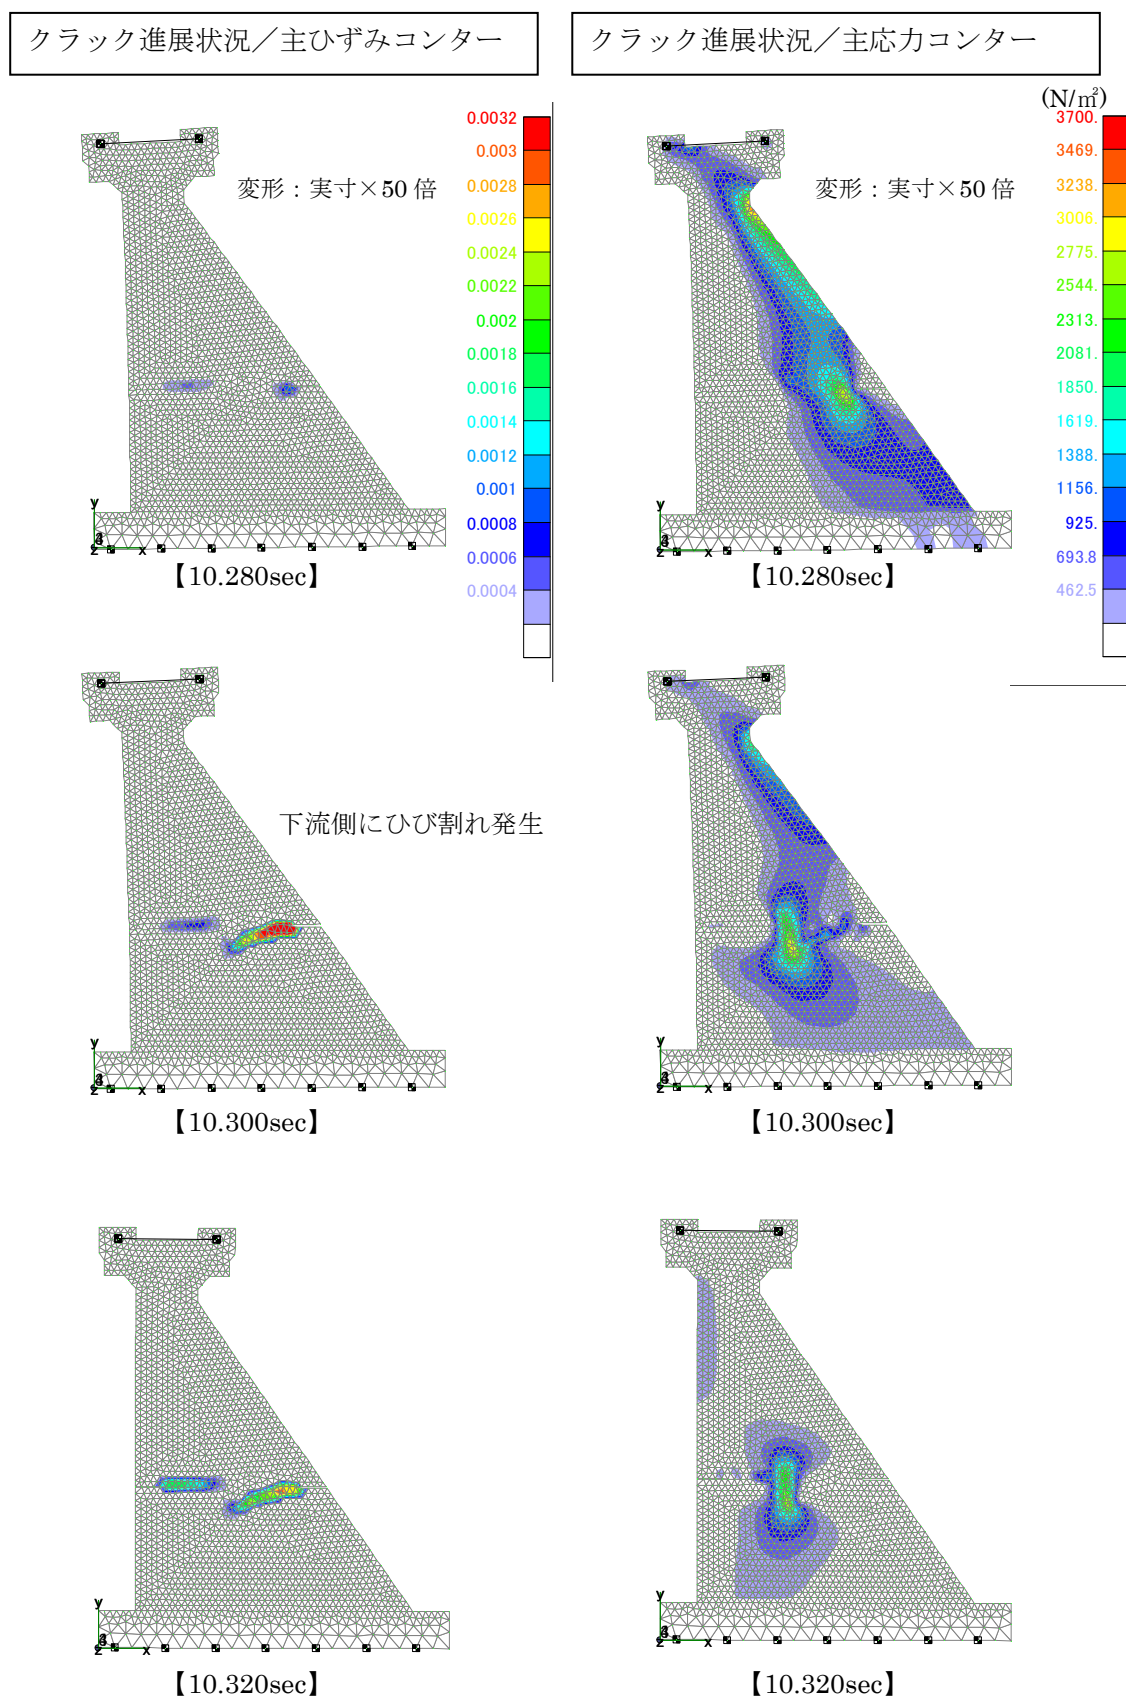 クラック進展状況／主ひずみコンター
クラック進展状況／主応力コンター
(N/㎡)
0.0032
0.003
0.0028
0.0026
0.0024
0.0022
0.002
0.0018
0.0016
0.0014
0.0012
0.001
0.0008
0.0006
0.0004
変形：実寸×50 倍
y
z x
【10.280sec】
3700.
3469.
3238.
3006.
2775.
2544.
2313.
2081.
1850.
1619.
1388.
1156.
925.
693.8
462.5
変形：実寸×50 倍
y
z x
【10.280sec】
下流側にひび割れ発生
y
z x
【10.300sec】
y
z x
【10.300sec】
y
z x
【10.320sec】
y
z x
【10.320sec】